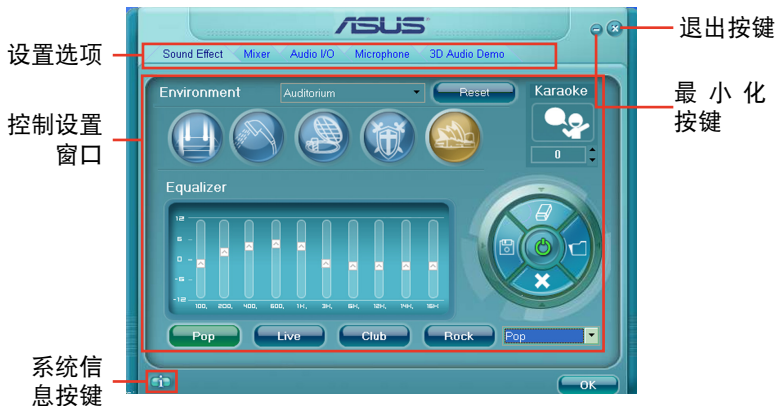 ASUS
退出按键
设置选项
Sound Effect Mixer Audio I/O Microphone 3D Audio Demo
最小化
按键
控制设置
窗口
Environment Auditorium Reset Karaoke
0
Equalizer
12
6
0
-6
-12
100, 200, 400, 600, 1K, 3K, 6K, 12K, 14K, 16K
Pop Live Club Rock Pop
系统信
息按键
i
OK